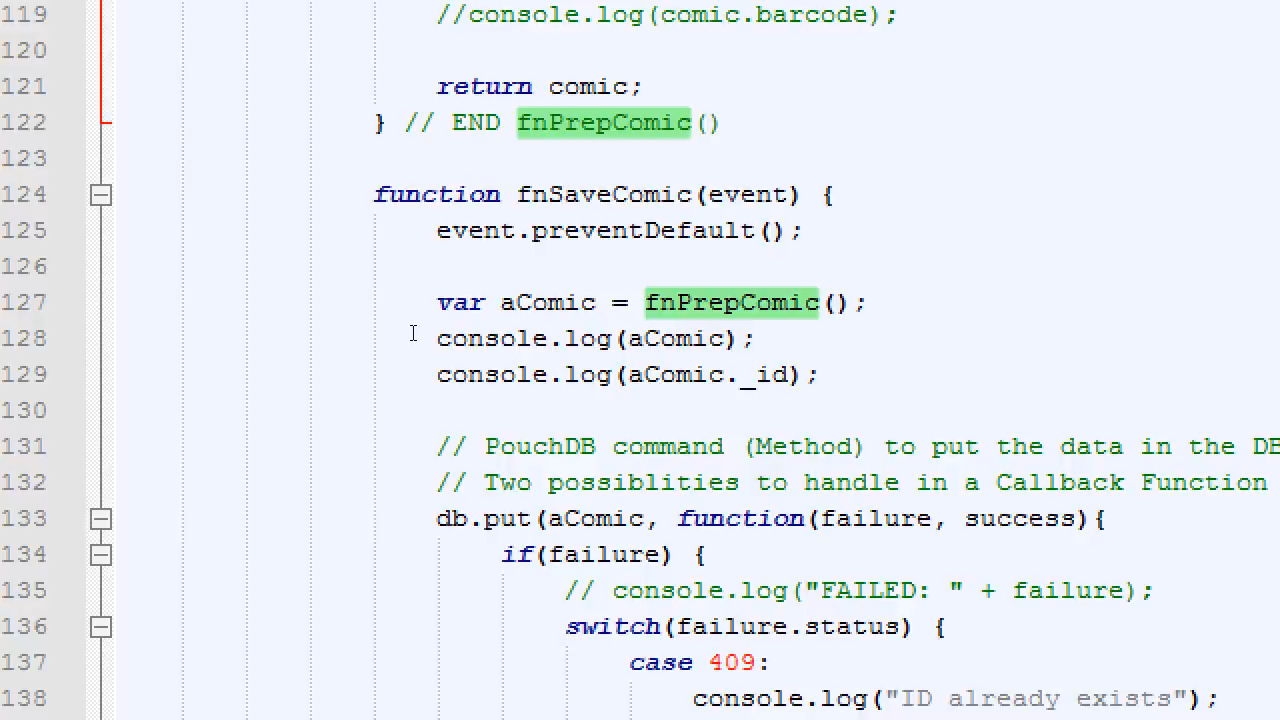 119 //console.log(comic.barcode);
120
121 return comic;
122 } // END fnPrepComic()
123
124 function fnSaveComic(event) {
125 event.preventDefault();
126
127 var aComic = fnPrepComic();
128 console.log(aComic);
129 console.log(aComic._id);
130
131 // PouchDB command (Method) to put the data in the DB
132 // Two possiblities to handle in a Callback Function
133 db.put(aComic, function(failure, success){
134 if(failure) {
135 // console.log("FAILED: " + failure);
136 switch(failure.status) {
137 case 409:
138 console.log("ID already exists");